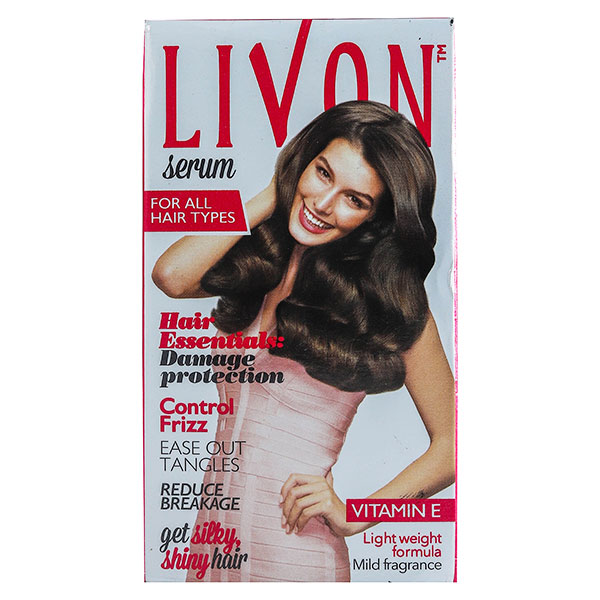 LIVON™
serum
FOR ALL
HAIR TYPES
Hair
Essentials:
Damage
protection
Control
Frizz
EASE OUT
TANGLES
REDUCE
BREAKAGE
get silky,
shiny hair
VITAMIN E
Light weight
formula
Mild fragrance